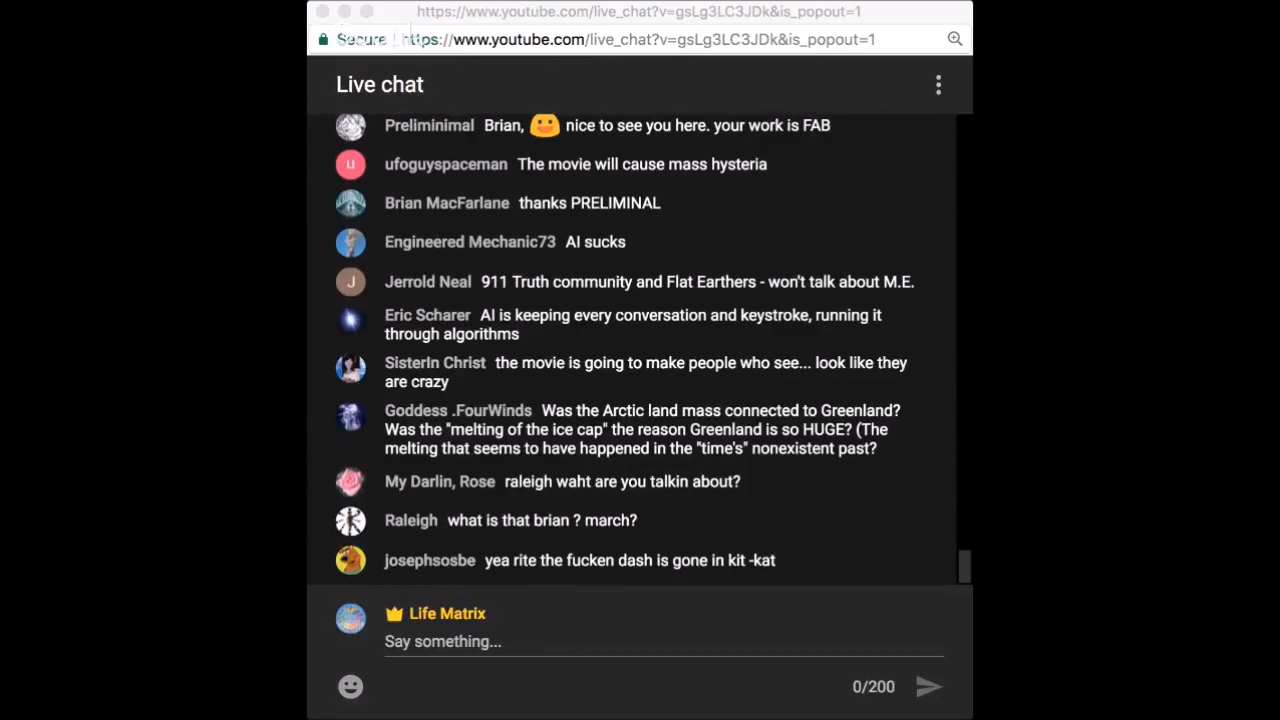 https://www.youtube.com/live_chat?v=gsLg3LC3JDk&is_popout=1
Secure https://www.youtube.com/live_chat?v=gsLg3LC3JDk&is_popout=1
Live chat
Preliminimal Brian, nice to see you here. your work is FAB
u ufoguyspaceman The movie will cause mass hysteria
Brian MacFarlane thanks PRELIMINAL
Engineered Mechanic73 AI sucks
J Jerrold Neal 911 Truth community and Flat Earthers - won't talk about M.E.
Eric Scharer AI is keeping every conversation and keystroke, running it
through algorithms
SisterIn Christ the movie is going to make people who see... look like they
are crazy
Goddess .FourWinds Was the Arctic land mass connected to Greenland?
Was the "melting of the ice cap" the reason Greenland is so HUGE? (The
melting that seems to have happened in the "time's" nonexistent past?
My Darlin, Rose raleigh waht are you talkin about?
Raleigh what is that brian ? march?
josephsosbe yea rite the fucken dash is gone in kit -kat
Life Matrix
Say something...
0/200